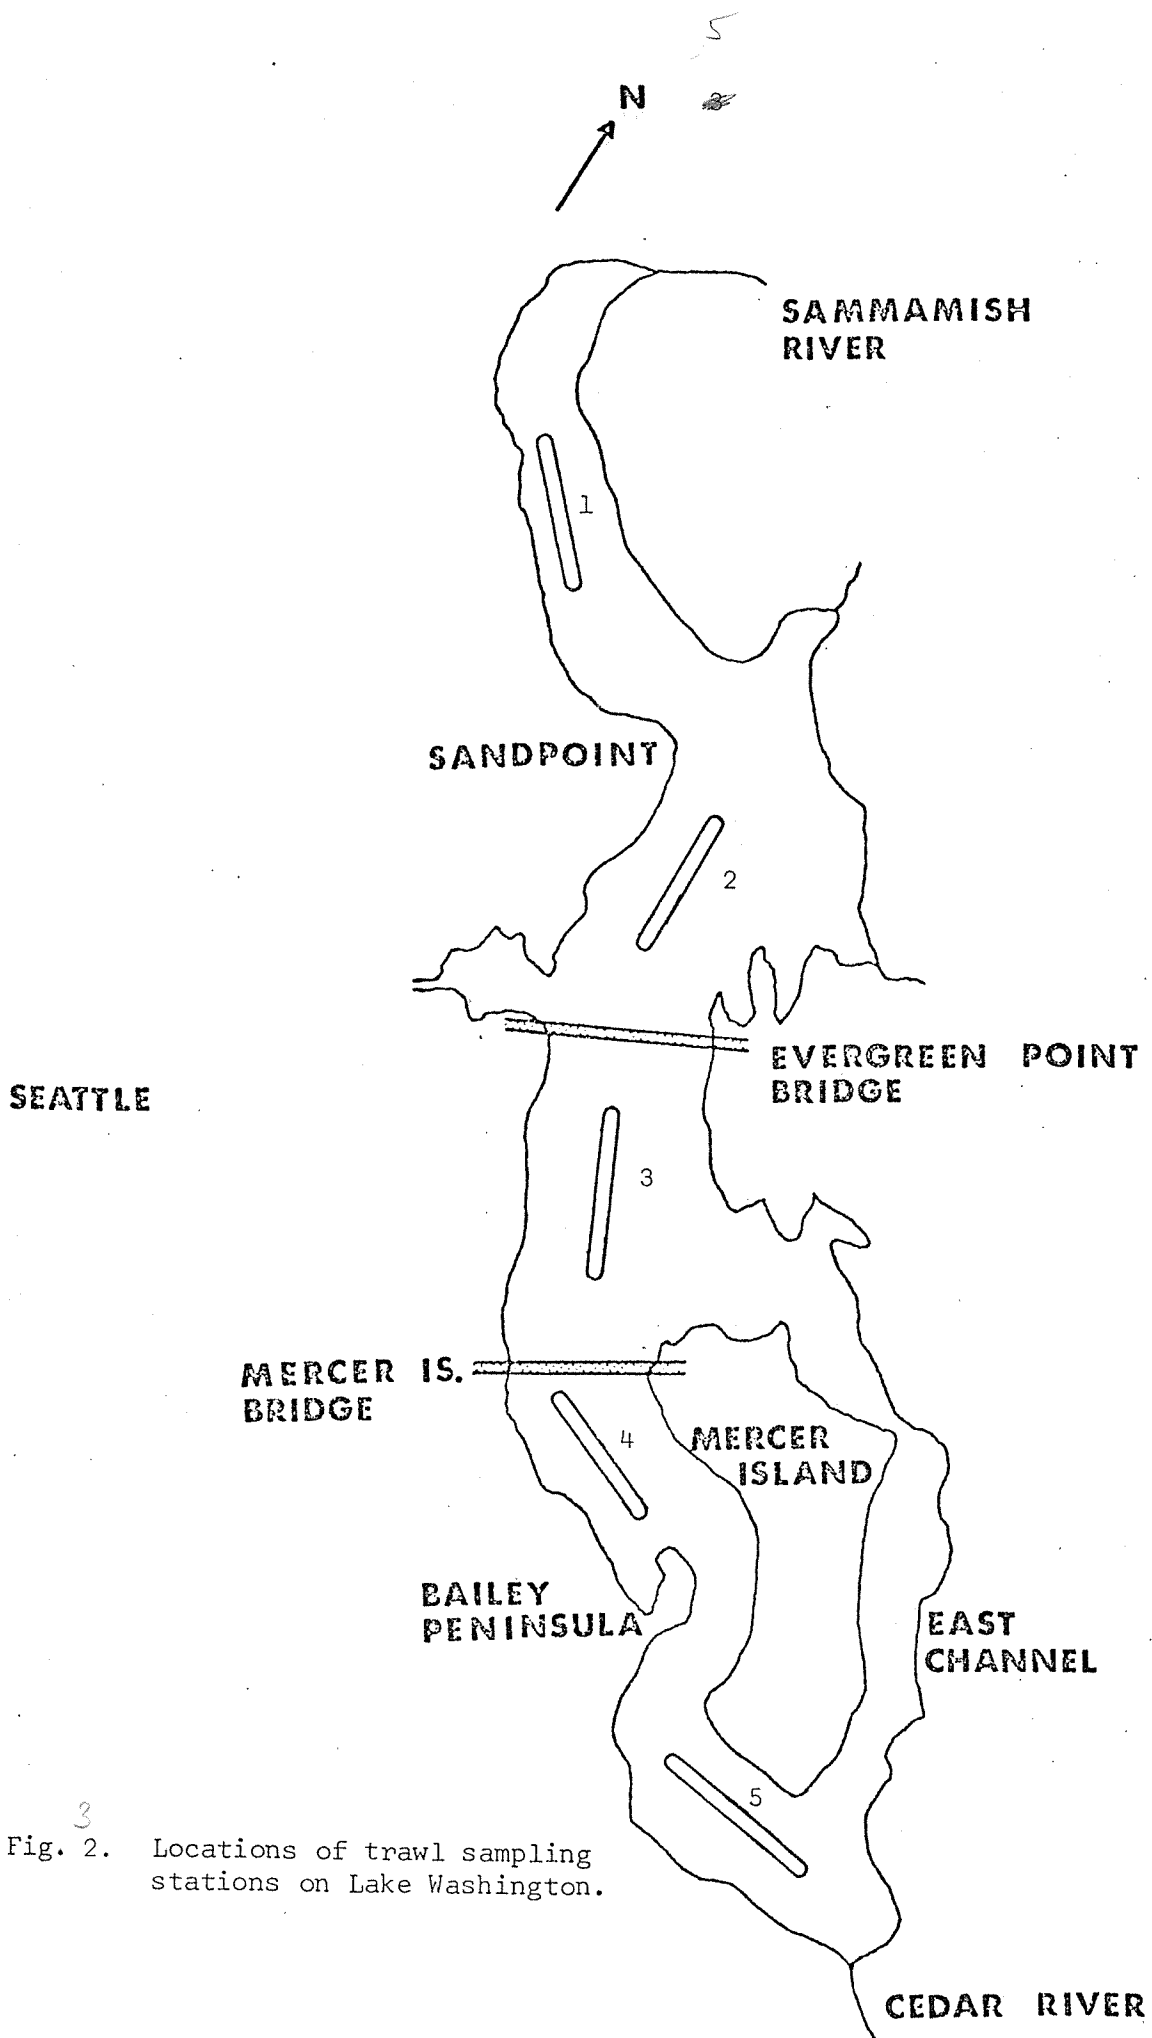 5
N
SAMMAMISH
RIVER
1
SANDPOINT
2
EVERGREEN POINT
BRIDGE
SEATTLE
3
MERCER IS.
BRIDGE
4
MERCER
ISLAND
BAILEY
PENINSULA
EAST
CHANNEL
5
3
Fig. 2. Locations of trawl sampling
stations on Lake Washington.
CEDAR RIVER